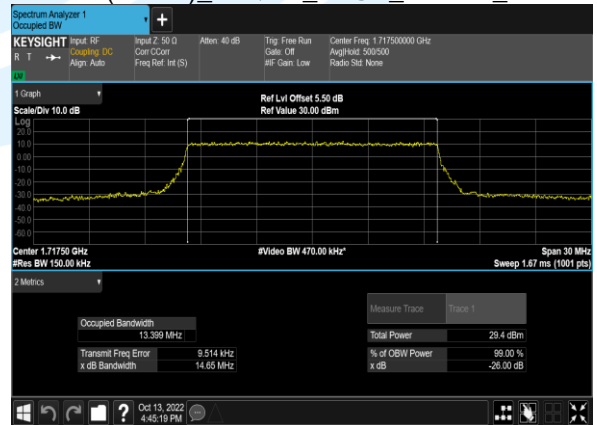 Spectrum Analyzer 1
Occupied BW
KEYSIGHT
R T
LU
Input: RF
Coupling: DC
Align: Auto
Input Z: 50 Ω
Corr CCorr
Freq Ref: Int (S)
Atten: 40 dB
Trig: Free Run
Gate: Off
#IF Gain: Low
Center Freq: 1.717500000 GHz
Avg|Hold: 500/500
Radio Std: None
1 Graph
Scale/Div 10.0 dB
Ref Lvl Offset 5.50 dB
Ref Value 30.00 dBm
Log
20.0
10.0
0.00
-10.0
-20.0
-30.0
-40.0
-50.0
-60.0
Center 1.71750 GHz
#Res BW 150.00 kHz
#Video BW 470.00 kHz*
Span 30 MHz
Sweep 1.67 ms (1001 pts)
2 Metrics
Occupied Bandwidth
13.399 MHz
Transmit Freq Error 9.514 kHz
x dB Bandwidth 14.65 MHz
Measure Trace Trace 1
Total Power 29.4 dBm
% of OBW Power 99.00 %
x dB -26.00 dB
Oct 13, 2022
4:45:19 PM